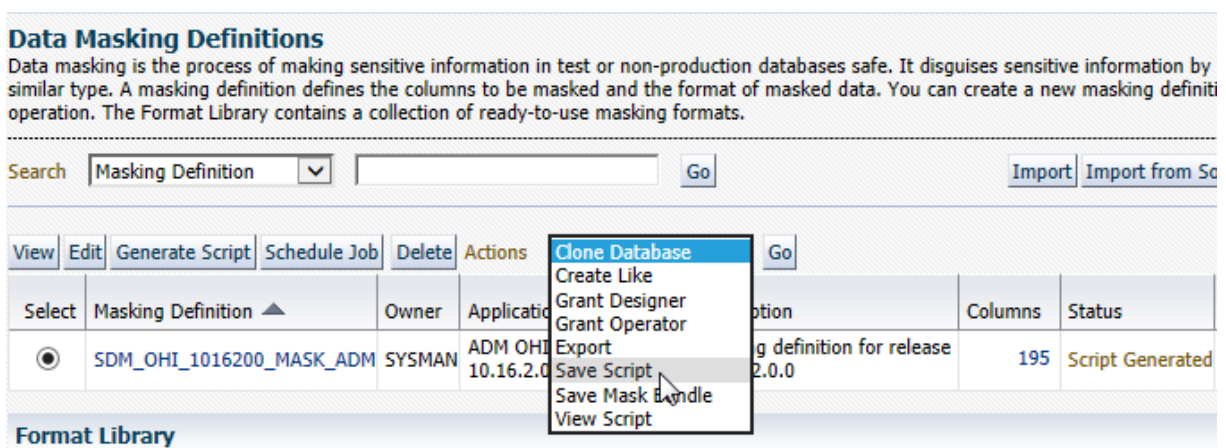 Data Masking Definitions
Data masking is the process of making sensitive information in test or non-production databases safe. It disguises sensitive information by
similar type. A masking definition defines the columns to be masked and the format of masked data. You can create a new masking definiti
operation. The Format Library contains a collection of ready-to-use masking formats.
Search Masking Definition Go Import Import from So
View Edit Generate Script Schedule Job Delete Actions Clone Database Go
Create Like
Grant Designer
Grant Operator
Export
Save Script
Save Mask Bundle
View Script
Select Masking Definition Owner Applicatio ption Columns Status
SDM_OHI_1016200_MASK_ADM SYSMAN ADM OHI g definition for release 195 Script Generated
10.16.2.0 2.0.0
Format Library